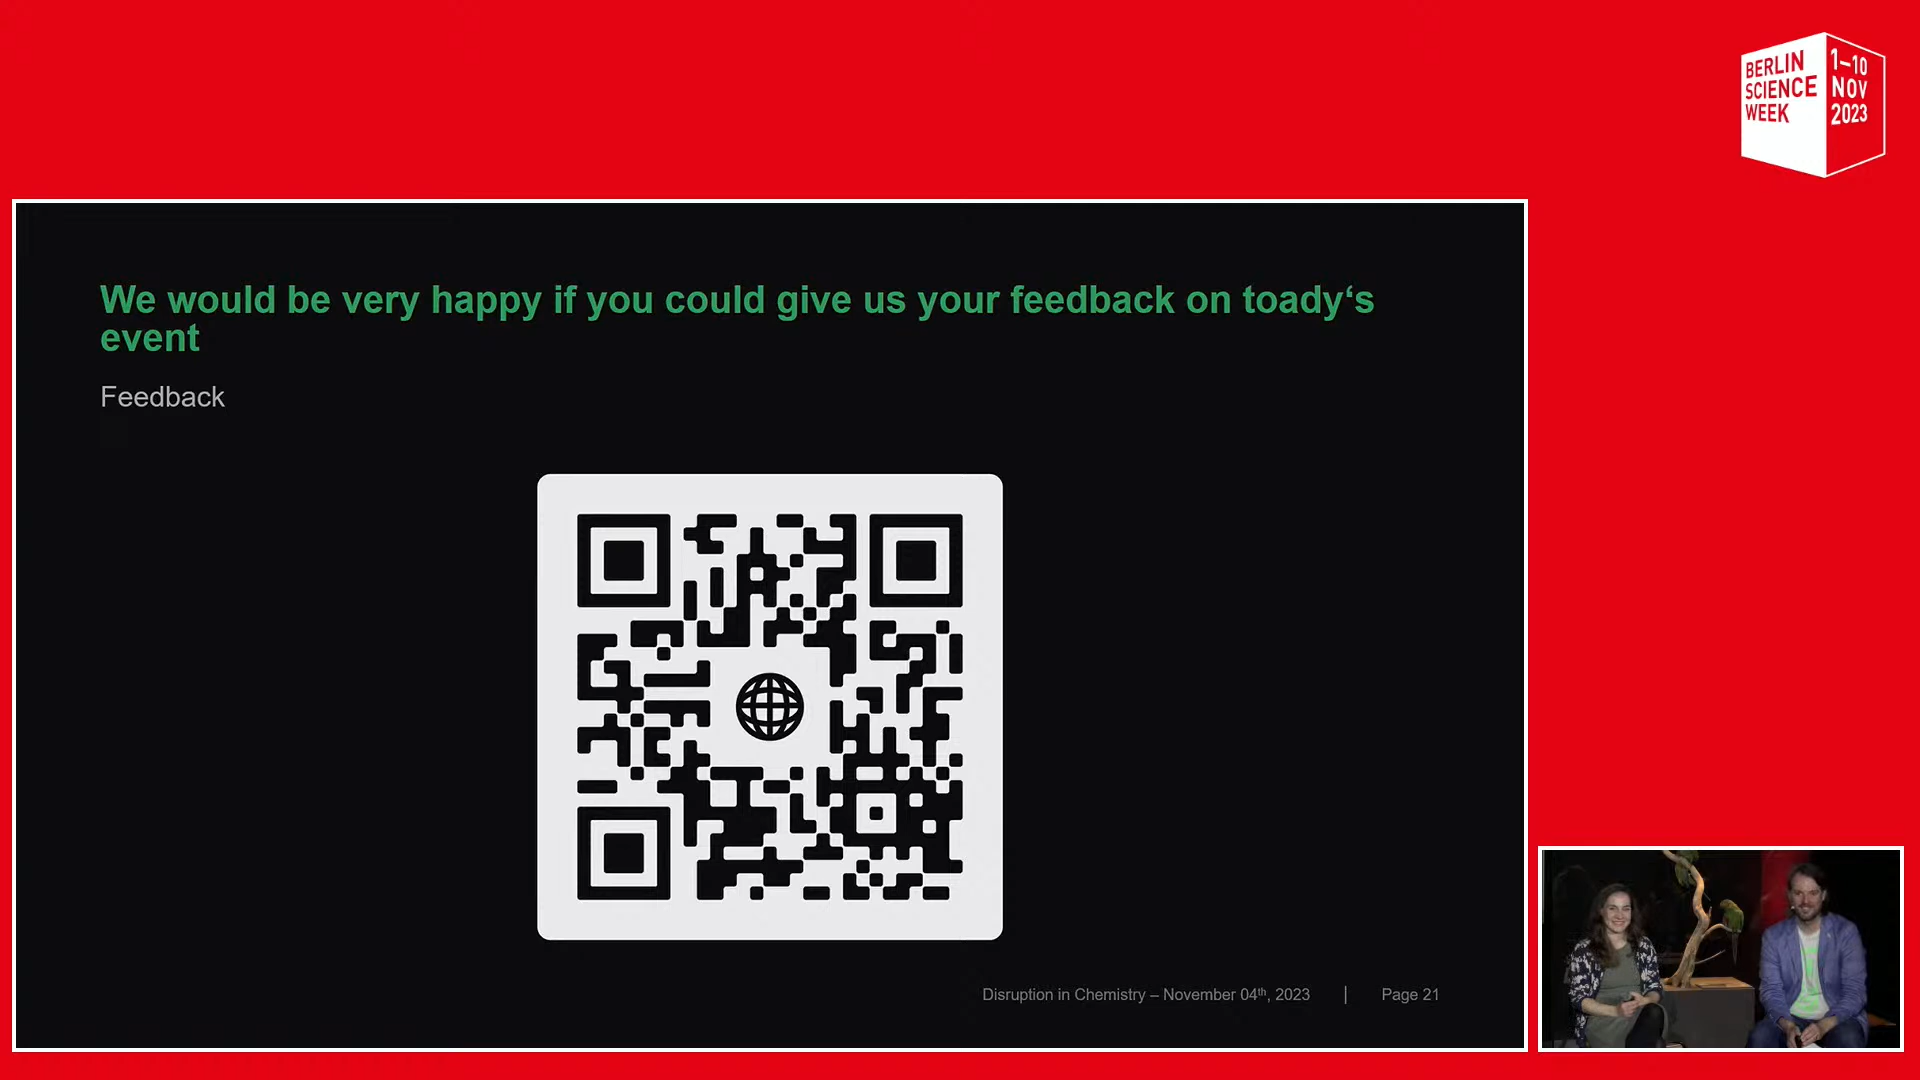 BERLIN
SCIENCE
WEEK
1–10
NOV
2023
We would be very happy if you could give us your feedback on toady‘s
event
Feedback
Disruption in Chemistry – November 04th, 2023 | Page 21